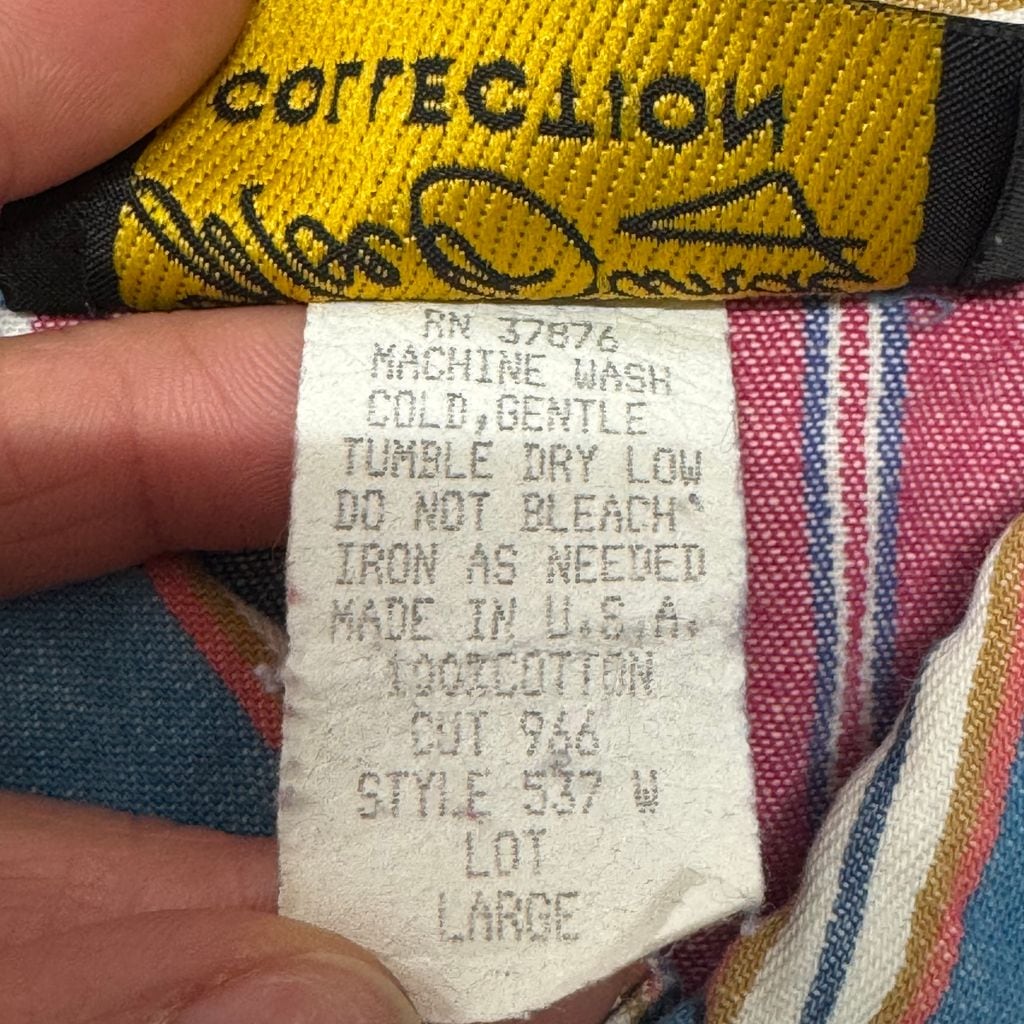 COLLECTION
RN 37876
MACHINE WASH
COLD,GENTLE
TUMBLE DRY LOW
DO NOT BLEACH
IRON AS NEEDED
MADE IN U.S.A.
100%COTTON
CUT 966
STYLE 537 W
LOT
LARGE